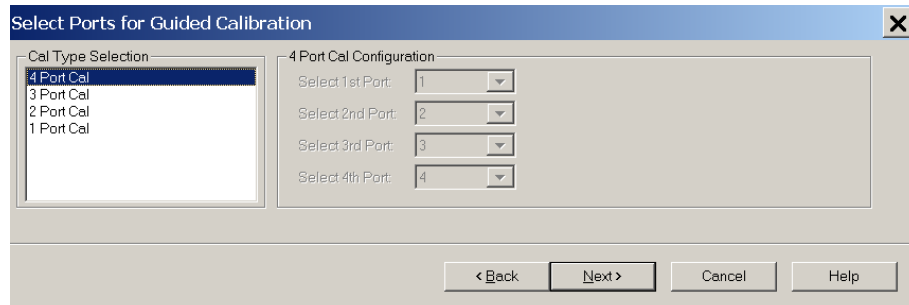 Select Ports for Guided Calibration
Cal Type Selection
4 Port Cal
3 Port Cal
2 Port Cal
1 Port Cal
4 Port Cal Configuration
Select 1st Port: 1
Select 2nd Port: 2
Select 3rd Port: 3
Select 4th Port: 4
< Back Next > Cancel Help